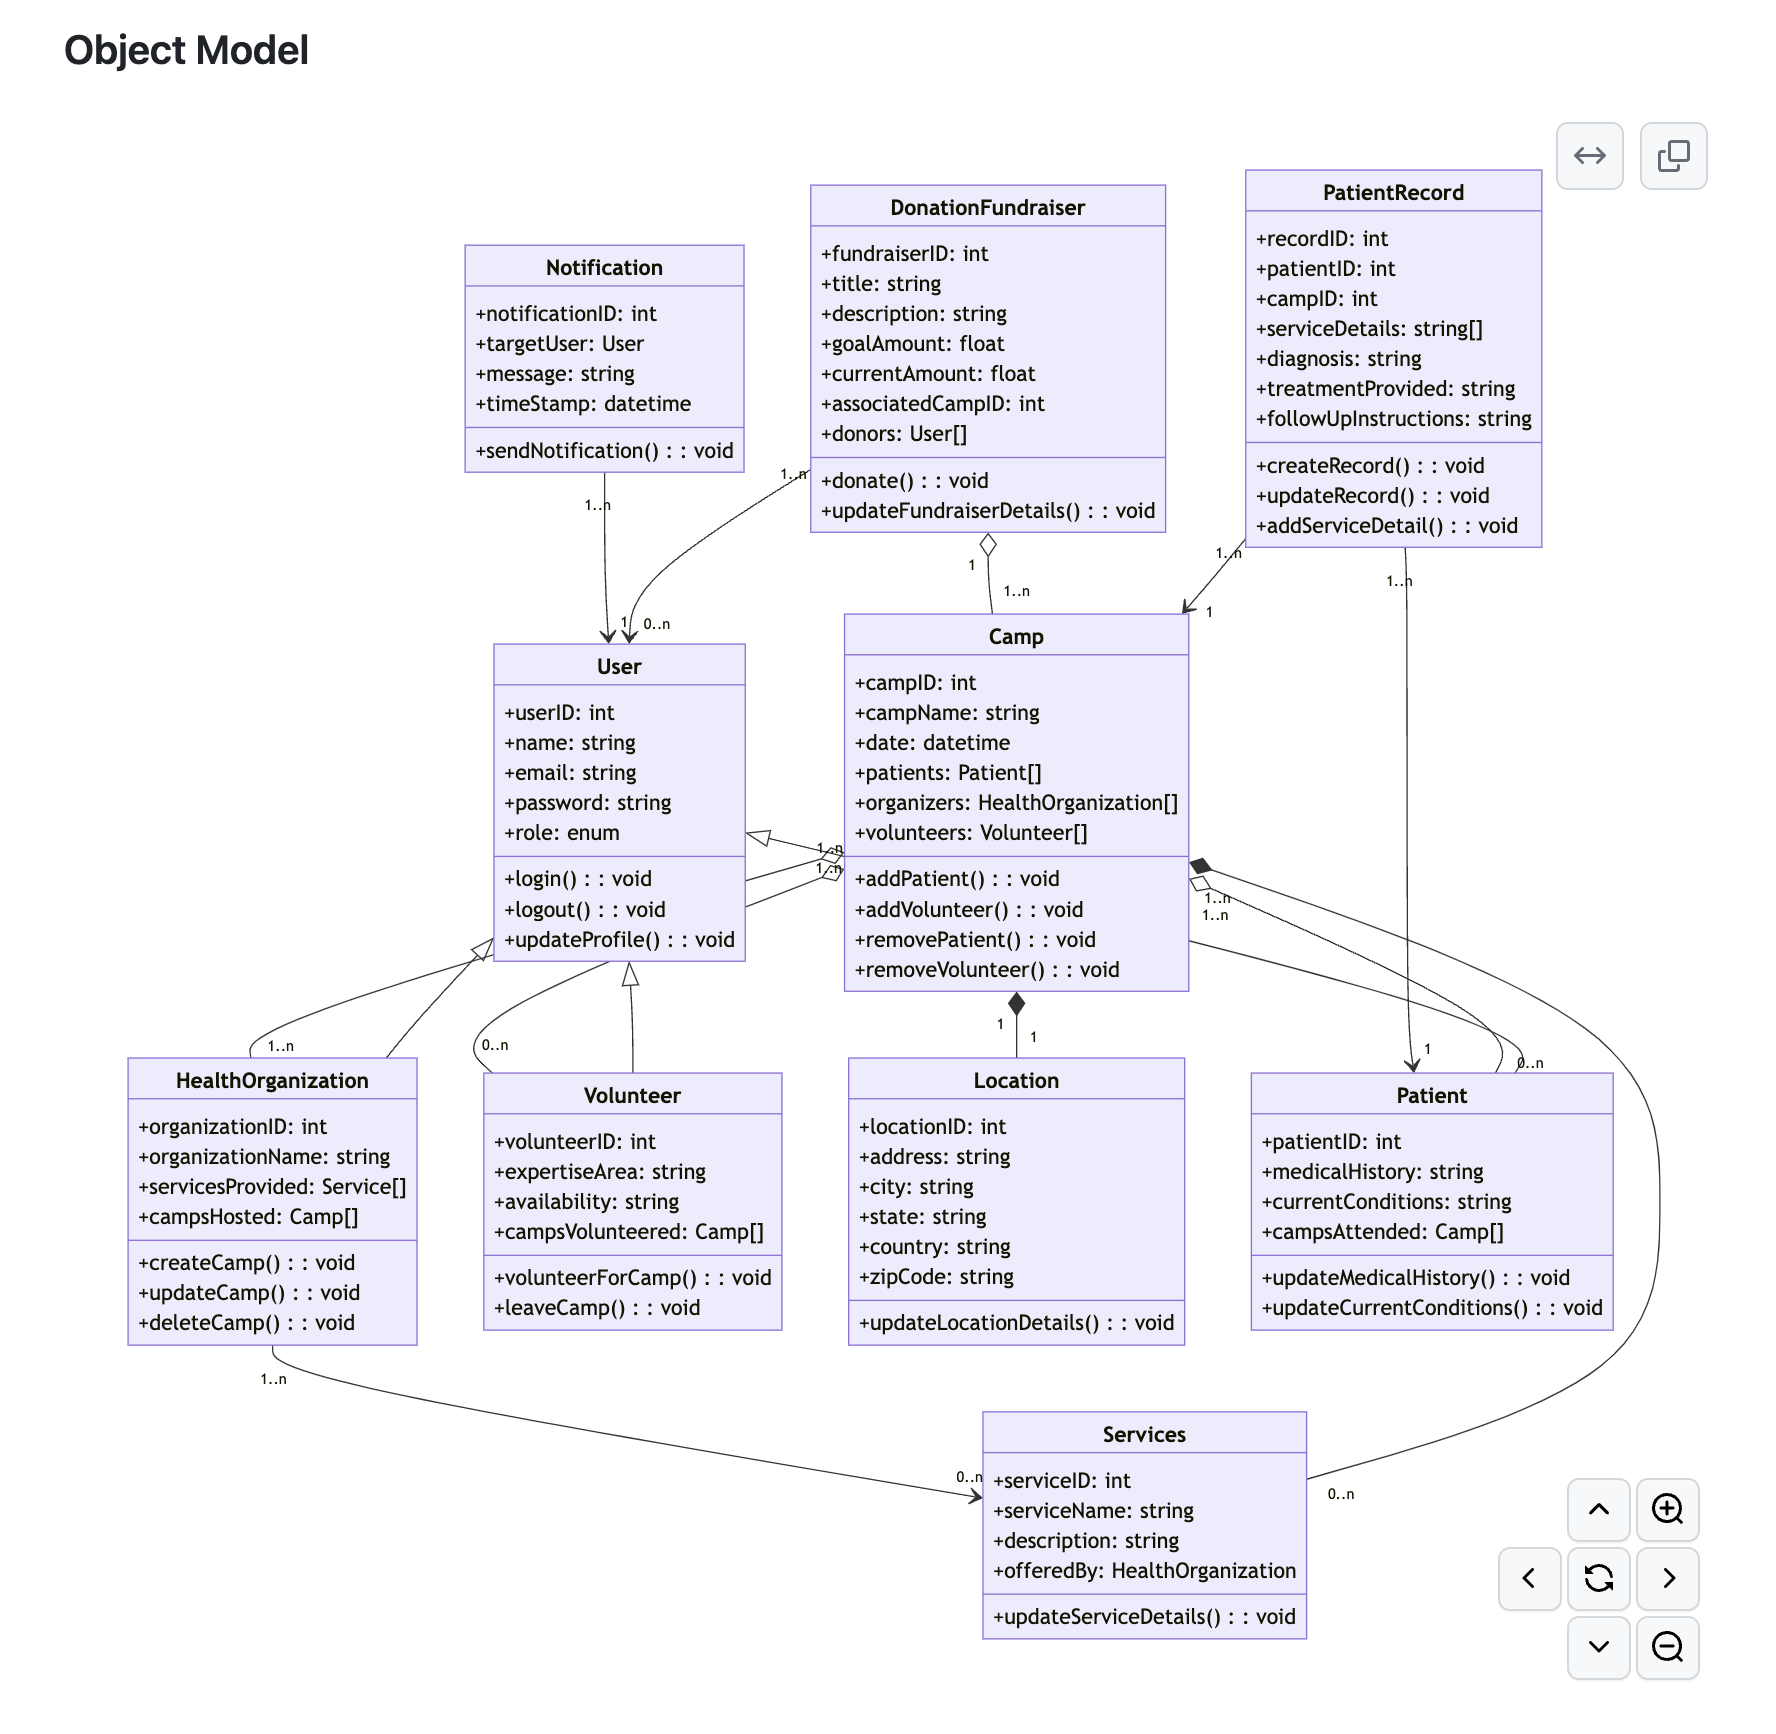 Object Model
Notification
+notificationID: int
+targetUser: User
+message: string
+timeStamp: datetime
+sendNotification() : : void
DonationFundraiser
+fundraiserID: int
+title: string
+description: string
+goalAmount: float
+currentAmount: float
+associatedCampID: int
+donors: User[]
+donate() : : void
+updateFundraiserDetails() : : void
PatientRecord
+recordID: int
+patientID: int
+campID: int
+serviceDetails: string[]
+diagnosis: string
+treatmentProvided: string
+followUpInstructions: string
+createRecord() : : void
+updateRecord() : : void
+addServiceDetail() : : void
1..n
1..n
1
1..n
1..n
1
1..n
1
0..n
User
+userID: int
+name: string
+email: string
+password: string
+role: enum
+login() : : void
+logout() : : void
+updateProfile() : : void
Camp
+campID: int
+campName: string
+date: datetime
+patients: Patient[]
+organizers: HealthOrganization[]
+volunteers: Volunteer[]
+addPatient() : : void
+addVolunteer() : : void
+removePatient() : : void
+removeVolunteer() : : void
1..n
1..n
1..n
1..n
1..n
0..n
1
1
1
0..n
HealthOrganization
+organizationID: int
+organizationName: string
+servicesProvided: Service[]
+campsHosted: Camp[]
+createCamp() : : void
+updateCamp() : : void
+deleteCamp() : : void
Volunteer
+volunteerID: int
+expertiseArea: string
+availability: string
+campsVolunteered: Camp[]
+volunteerForCamp() : : void
+leaveCamp() : : void
Location
+locationID: int
+address: string
+city: string
+state: string
+country: string
+zipCode: string
+updateLocationDetails() : : void
Patient
+patientID: int
+medicalHistory: string
+currentConditions: string
+campsAttended: Camp[]
+updateMedicalHistory() : : void
+updateCurrentConditions() : : void
1..n
0..n
0..n
Services
+serviceID: int
+serviceName: string
+description: string
+offeredBy: HealthOrganization
+updateServiceDetails() : : void